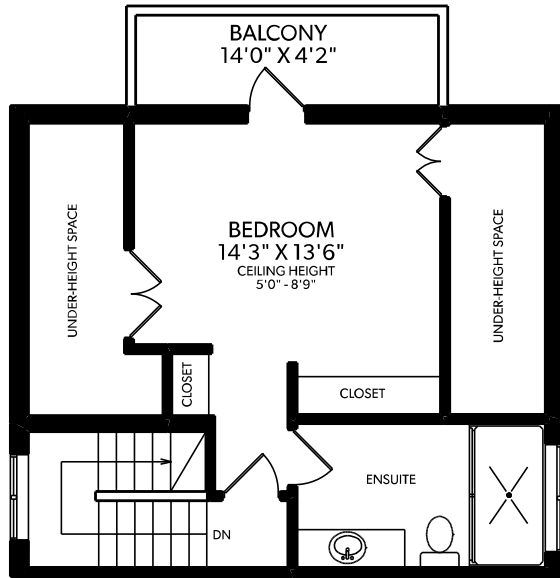 BALCONY
14'0" X 4'2"
UNDER-HEIGHT SPACE
BEDROOM
14'3" X 13'6"
CEILING HEIGHT
5'0" - 8'9"
UNDER-HEIGHT SPACE
CLOSET
CLOSET
ENSUITE
DN